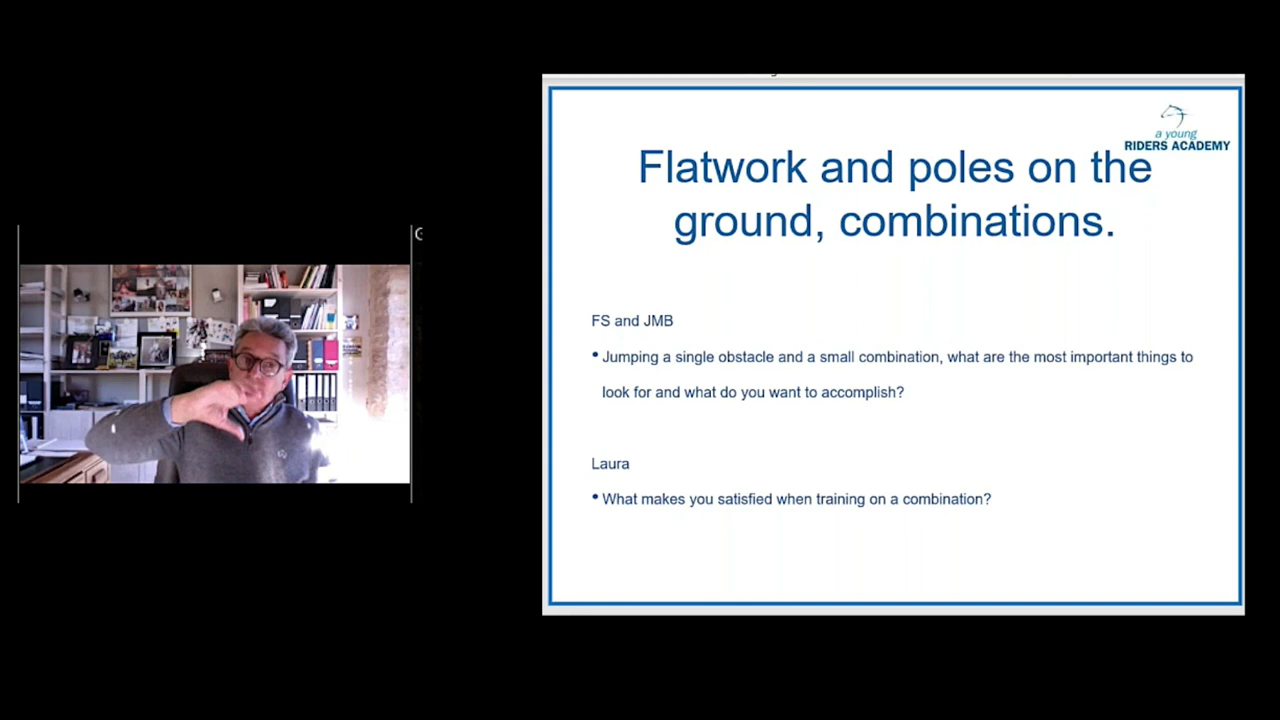 a young
RIDERS ACADEMY
Flatwork and poles on the
ground, combinations.
FS and JMB
• Jumping a single obstacle and a small combination, what are the most important things to
look for and what do you want to accomplish?
Laura
• What makes you satisfied when training on a combination?